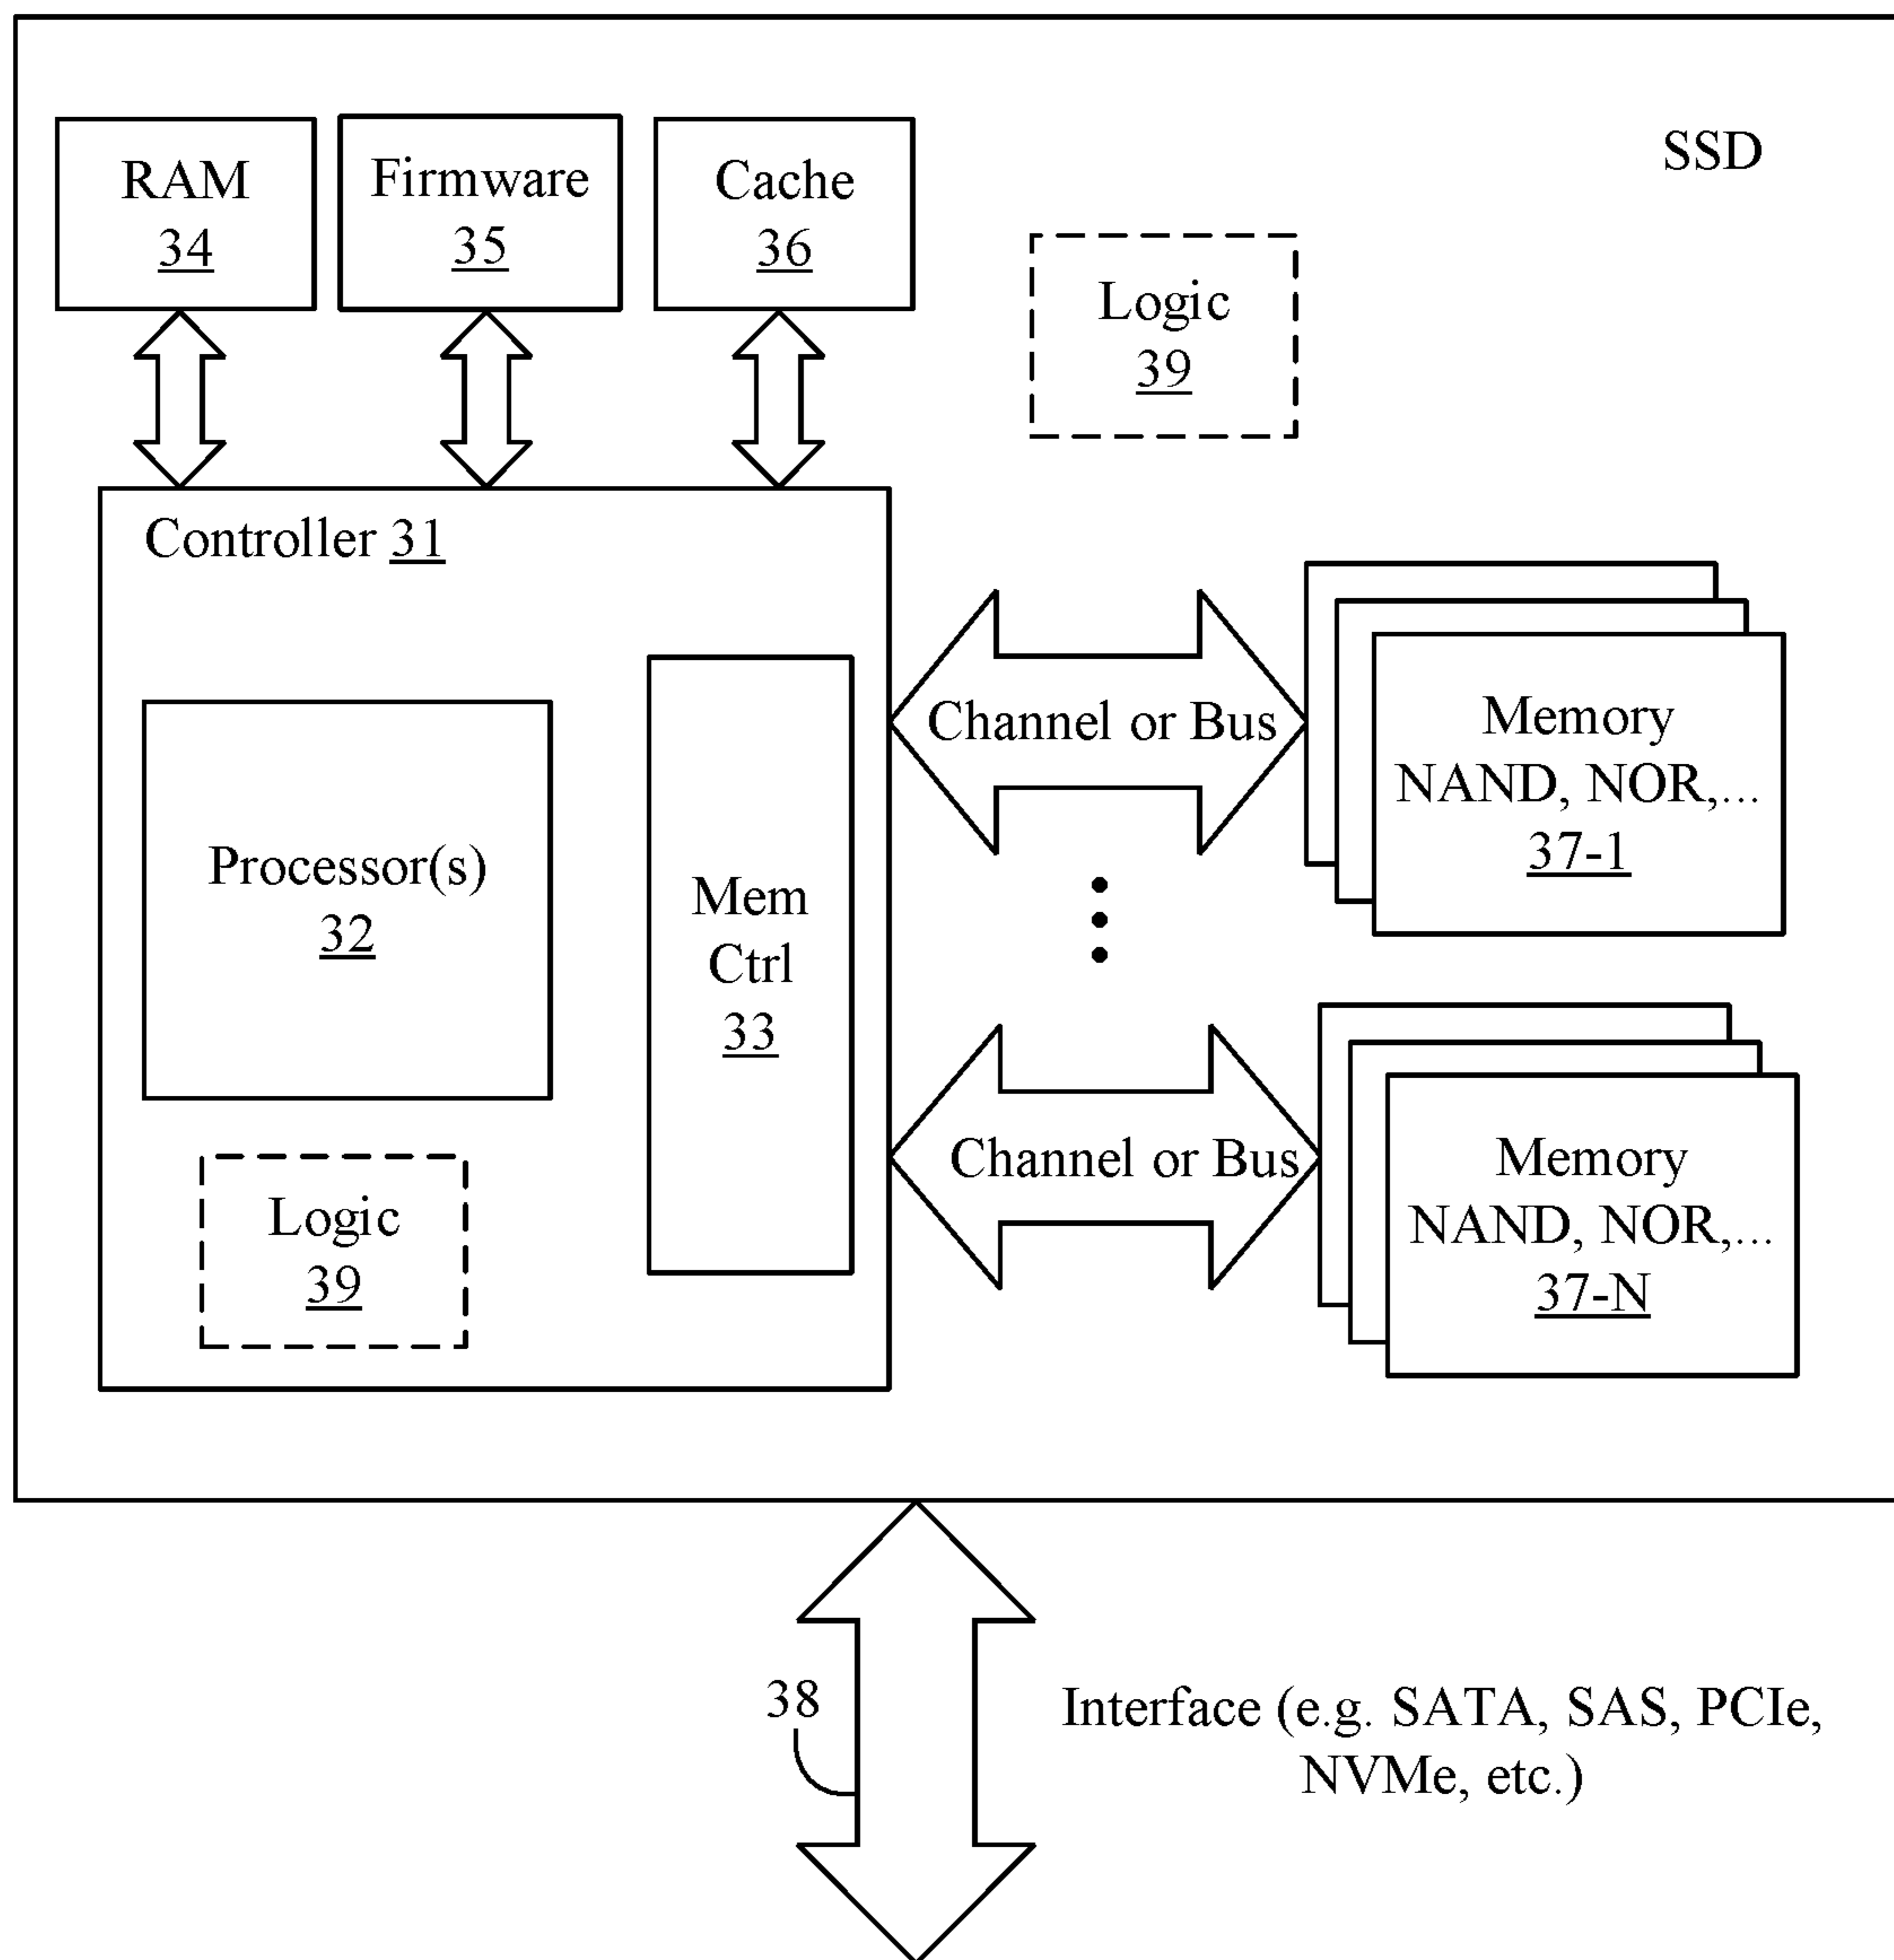 SSD
RAM
34
Firmware
35
Cache
36
Logic
39
Controller 31
Processor(s)
32
Mem
Ctrl
33
Logic
39
Channel or Bus
Memory
NAND, NOR,...
37-1
Channel or Bus
Memory
NAND, NOR,...
37-N
38
Interface (e.g. SATA, SAS, PCIe,
NVMe, etc.)